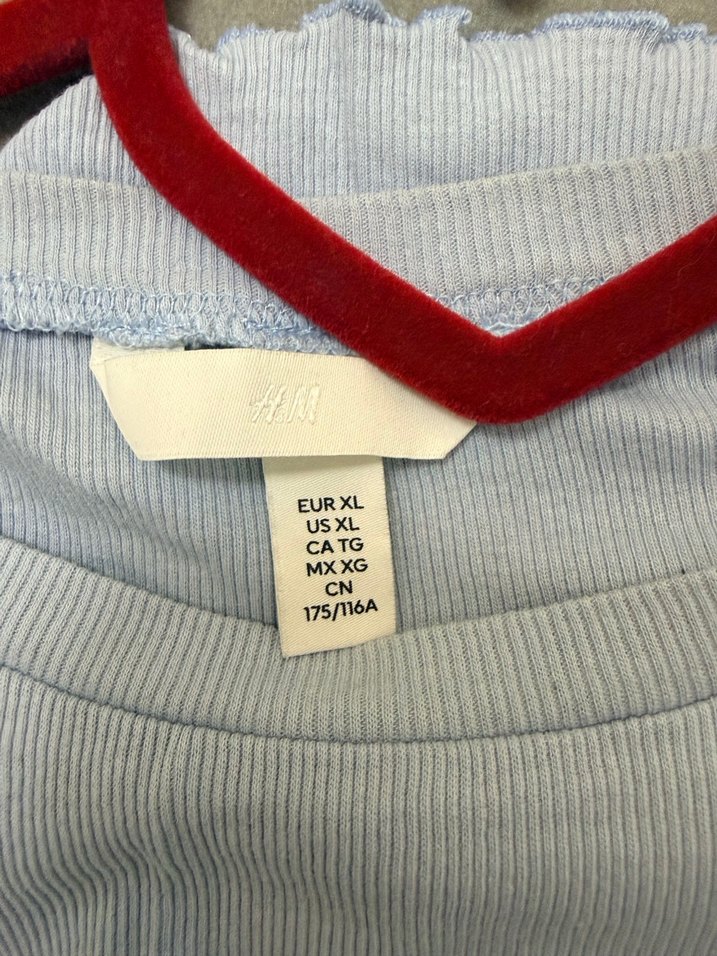 H&M
EUR XL
US XL
CA TG
MX XG
CN
175/116A